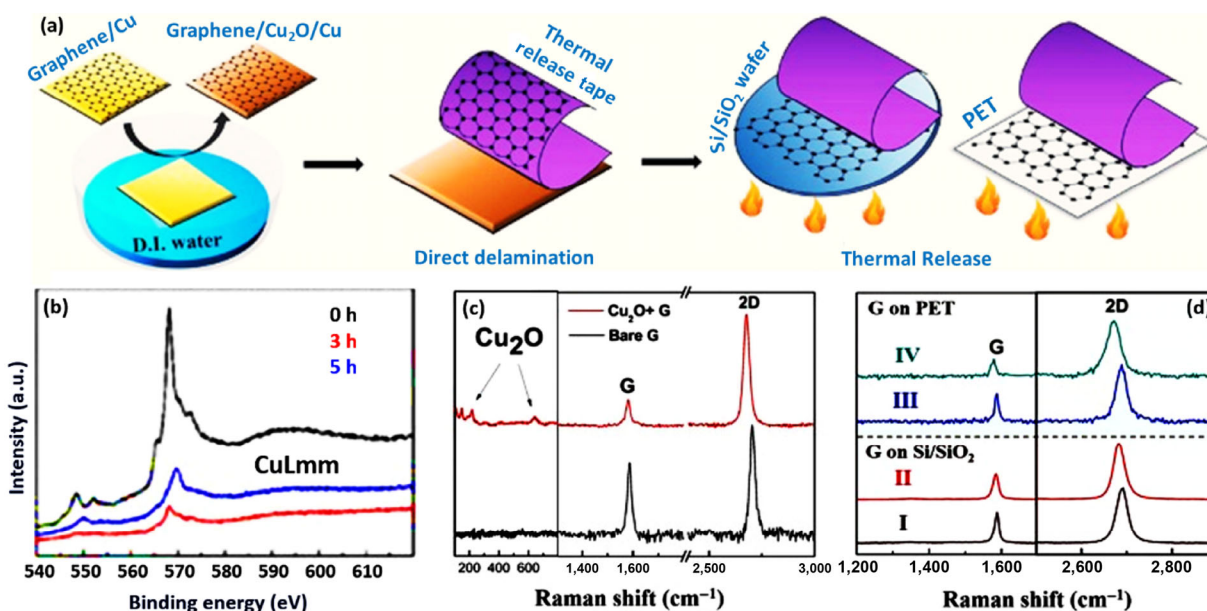 (a)
Graphene/Cu
Graphene/Cu₂O/Cu
D.I. water
Thermal
release tape
Direct delamination
Si/SiO₂ wafer
PET
Thermal Release
(b)
0 h
3 h
5 h
CuLmm
Intensity (a.u.)
540 550 560 570 580 590 600 610
Binding energy (eV)
(c)
Cu₂O+ G
Bare G
Cu₂O
G
2D
200 400 600 1,400 1,600 2,500 3,000
Raman shift (cm⁻¹)
G on PET
2D
(d)
IV
G
III
G on Si/SiO₂
II
I
1,200 1,400 1,600 2,600 2,800
Raman shift (cm⁻¹)